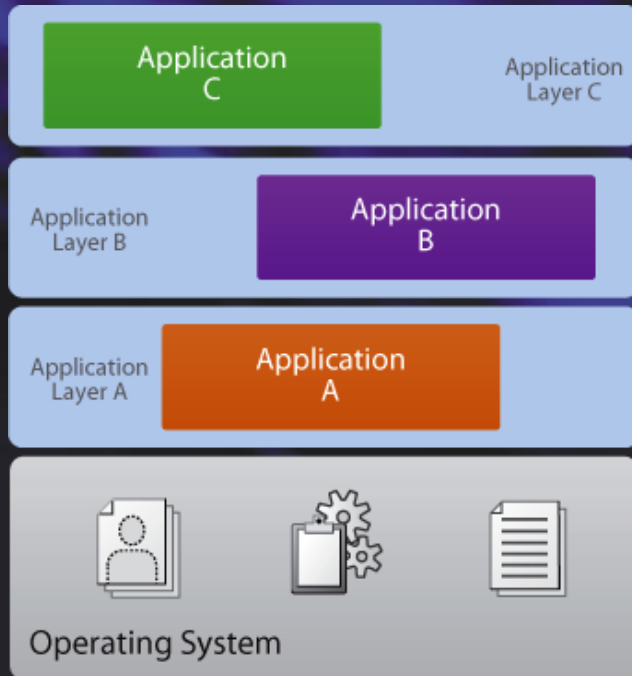 Application
C
Application
Layer C
Application
Layer B
Application
B
Application
Layer A
Application
A
Operating System